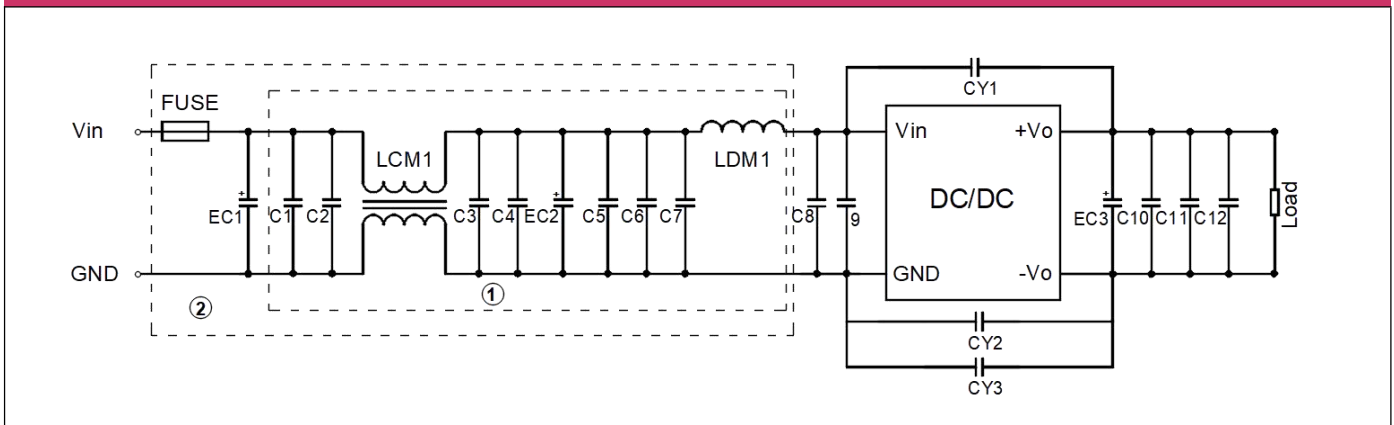 CY1
FUSE
Vin
LCM1
LDM1
Vin
+Vo
DC/DC
EC1
C1
C2
C3
C4
EC2
C5
C6
C7
C8
9
EC3
C10
C11
C12
Load
GND
GND
-Vo
①
②
CY2
CY3